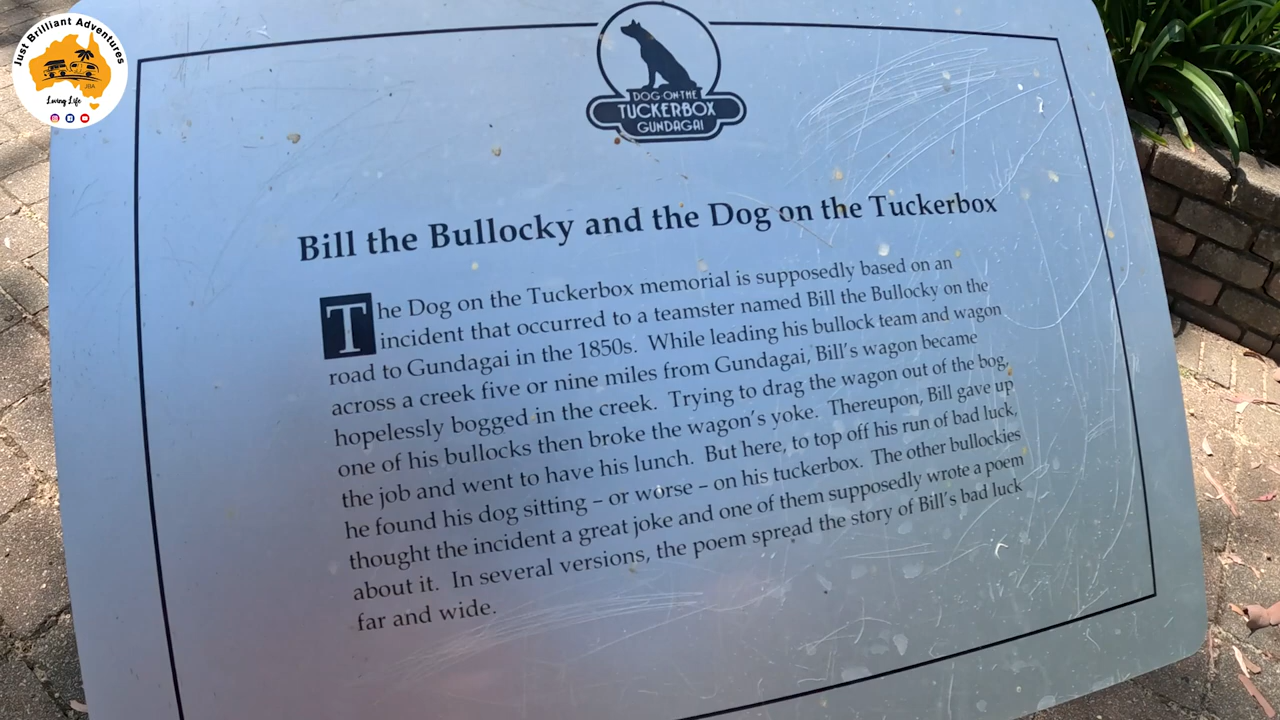 Just Brilliant Adventures
JBA
Loving Life
DOG ON THE
TUCKERBOX
GUNDAGAI
Bill the Bullocky and the Dog on the Tuckerbox
The Dog on the Tuckerbox memorial is supposedly based on an
incident that occurred to a teamster named Bill the Bullocky on the
road to Gundagai in the 1850s. While leading his bullock team and wagon
across a creek five or nine miles from Gundagai, Bill's wagon became
hopelessly bogged in the creek. Trying to drag the wagon out of the bog,
one of his bullocks then broke the wagon's yoke. Thereupon, Bill gave up
the job and went to have his lunch. But here, to top off his run of bad luck,
he found his dog sitting – or worse – on his tuckerbox. The other bullockies
thought the incident a great joke and one of them supposedly wrote a poem
about it. In several versions, the poem spread the story of Bill's bad luck
far and wide.